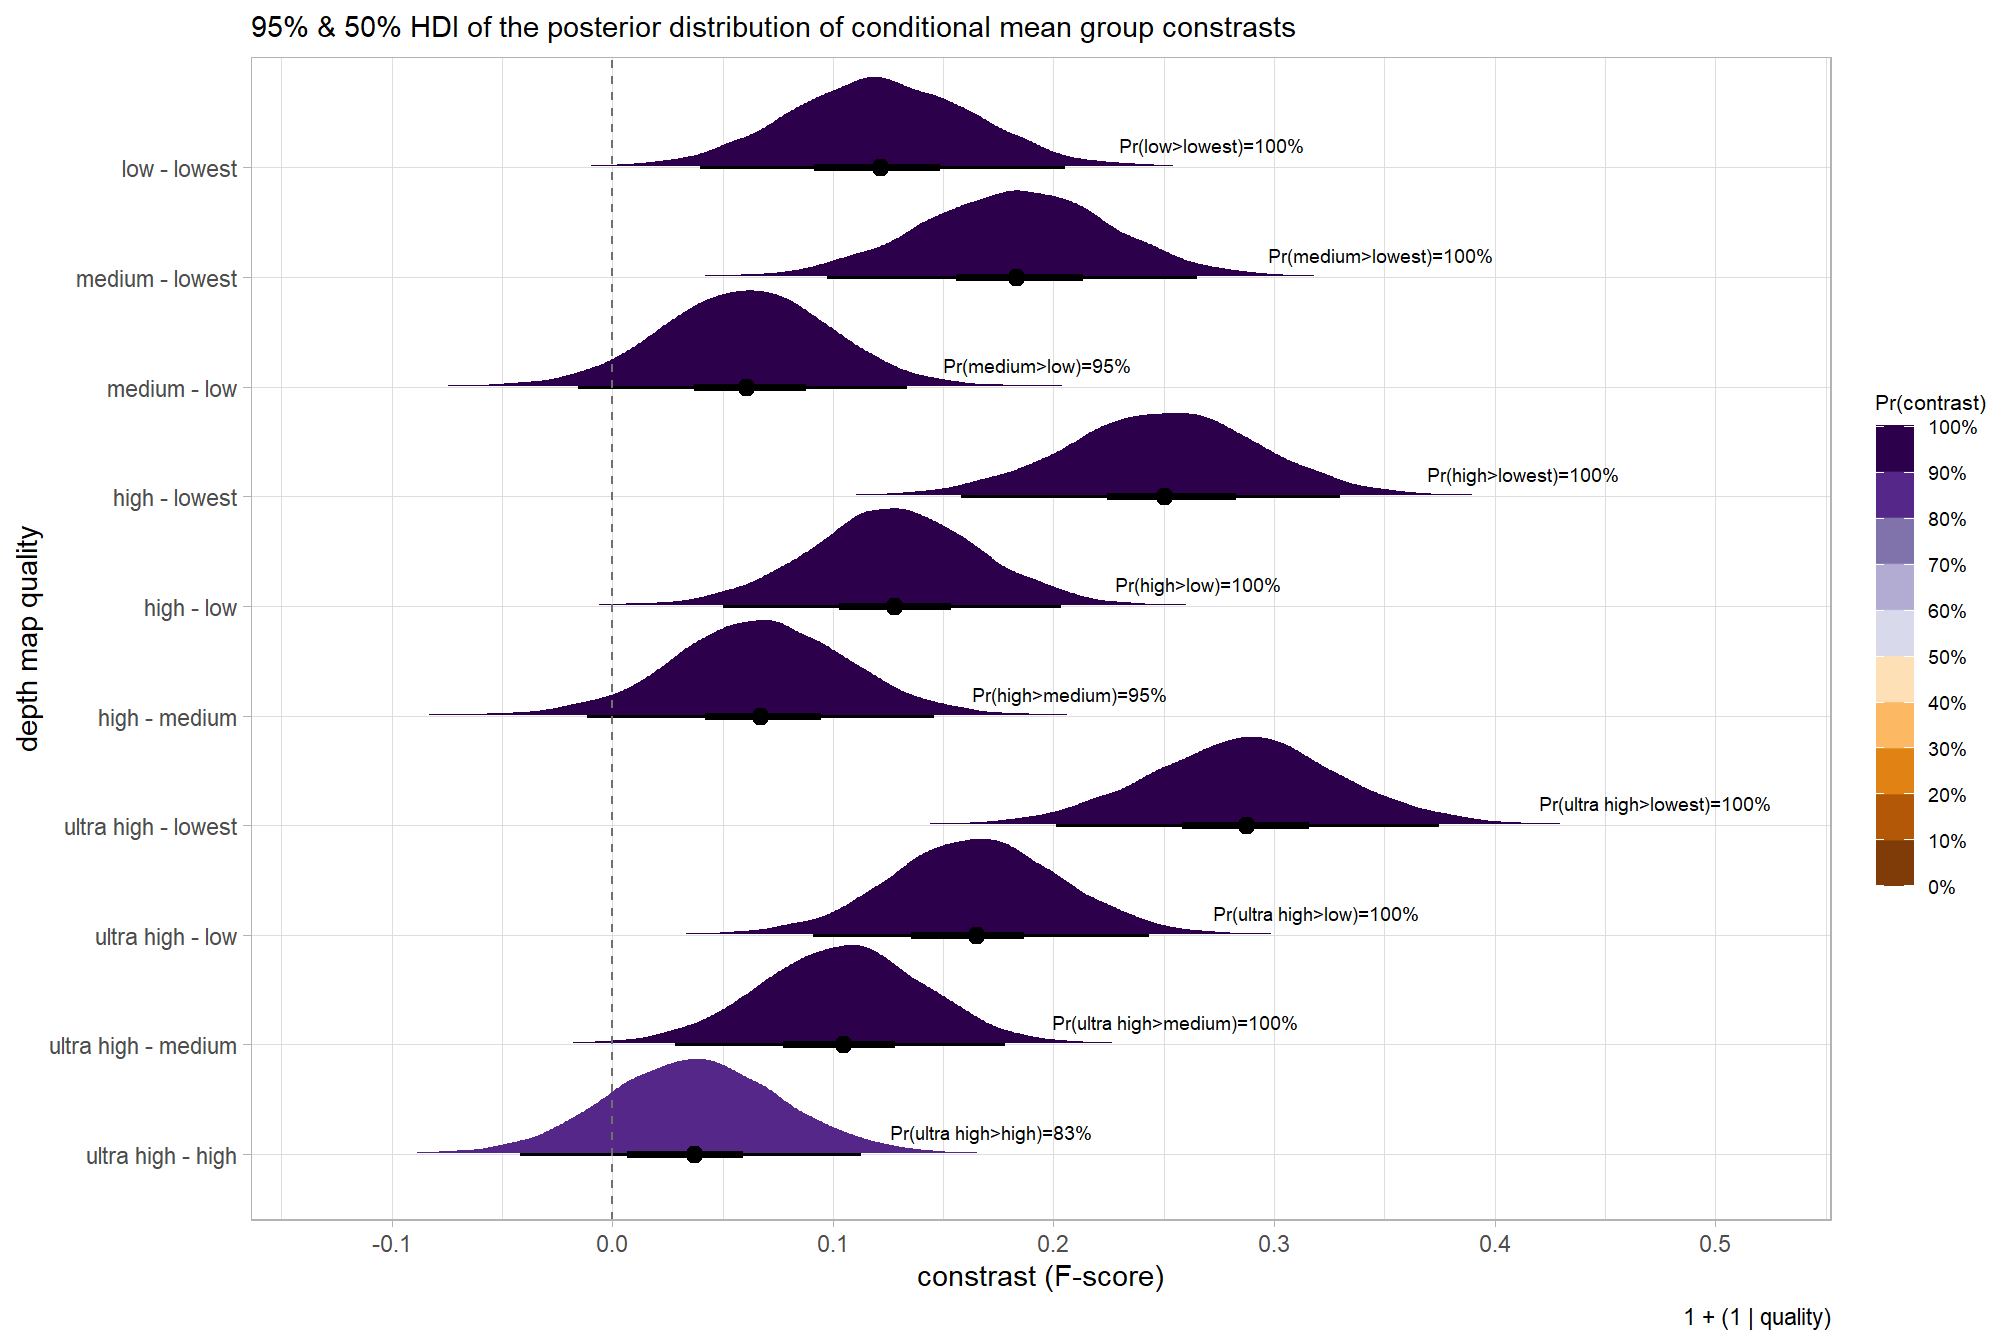 95% & 50% HDI of the posterior distribution of conditional mean group constrasts
depth map quality
low - lowest
Pr(low>lowest)=100%
medium - lowest
Pr(medium>lowest)=100%
medium - low
Pr(medium>low)=95%
high - lowest
Pr(high>lowest)=100%
high - low
Pr(high>low)=100%
high - medium
Pr(high>medium)=95%
ultra high - lowest
Pr(ultra high>lowest)=100%
ultra high - low
Pr(ultra high>low)=100%
ultra high - medium
Pr(ultra high>medium)=100%
ultra high - high
Pr(ultra high>high)=83%
-0.1 0.0 0.1 0.2 0.3 0.4 0.5
constrast (F-score)
1 + (1 | quality)
Pr(contrast)
100%
90%
80%
70%
60%
50%
40%
30%
20%
10%
0%